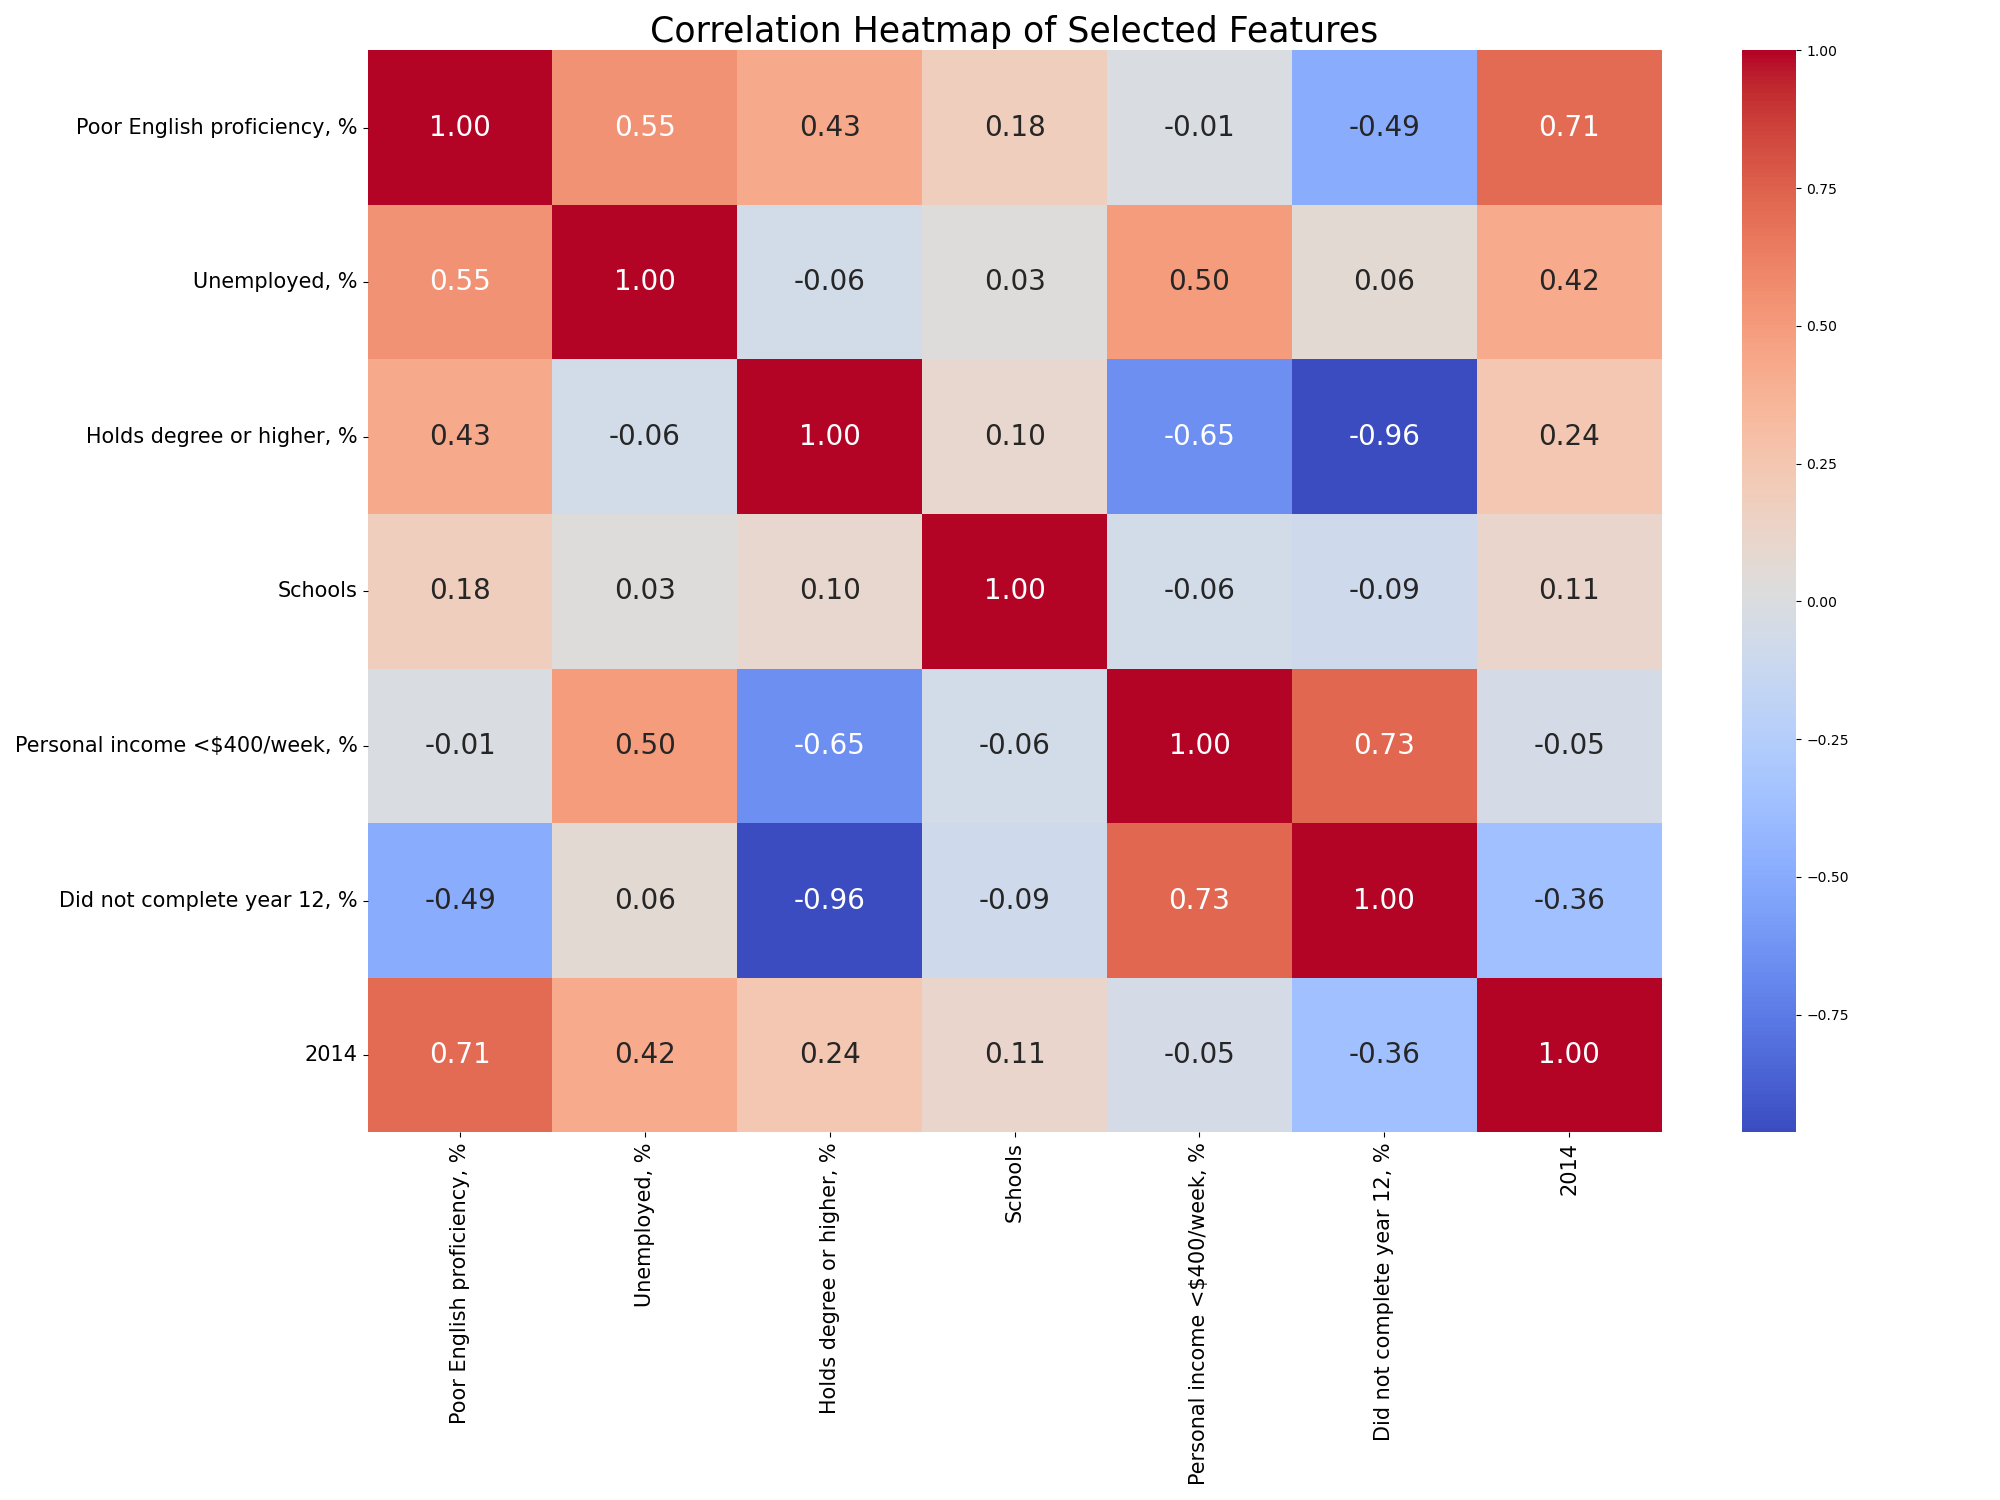 Correlation Heatmap of Selected Features
Poor English proficiency, % 1.00 0.55 0.43 0.18 -0.01 -0.49 0.71
Unemployed, % 0.55 1.00 -0.06 0.03 0.50 0.06 0.42
Holds degree or higher, % 0.43 -0.06 1.00 0.10 -0.65 -0.96 0.24
Schools 0.18 0.03 0.10 1.00 -0.06 -0.09 0.11
Personal income <$400/week, % -0.01 0.50 -0.65 -0.06 1.00 0.73 -0.05
Did not complete year 12, % -0.49 0.06 -0.96 -0.09 0.73 1.00 -0.36
2014 0.71 0.42 0.24 0.11 -0.05 -0.36 1.00
Poor English proficiency, %
Unemployed, %
Holds degree or higher, %
Schools
Personal income <$400/week, %
Did not complete year 12, %
2014
1.00
0.75
0.50
0.25
0.00
−0.25
−0.50
−0.75